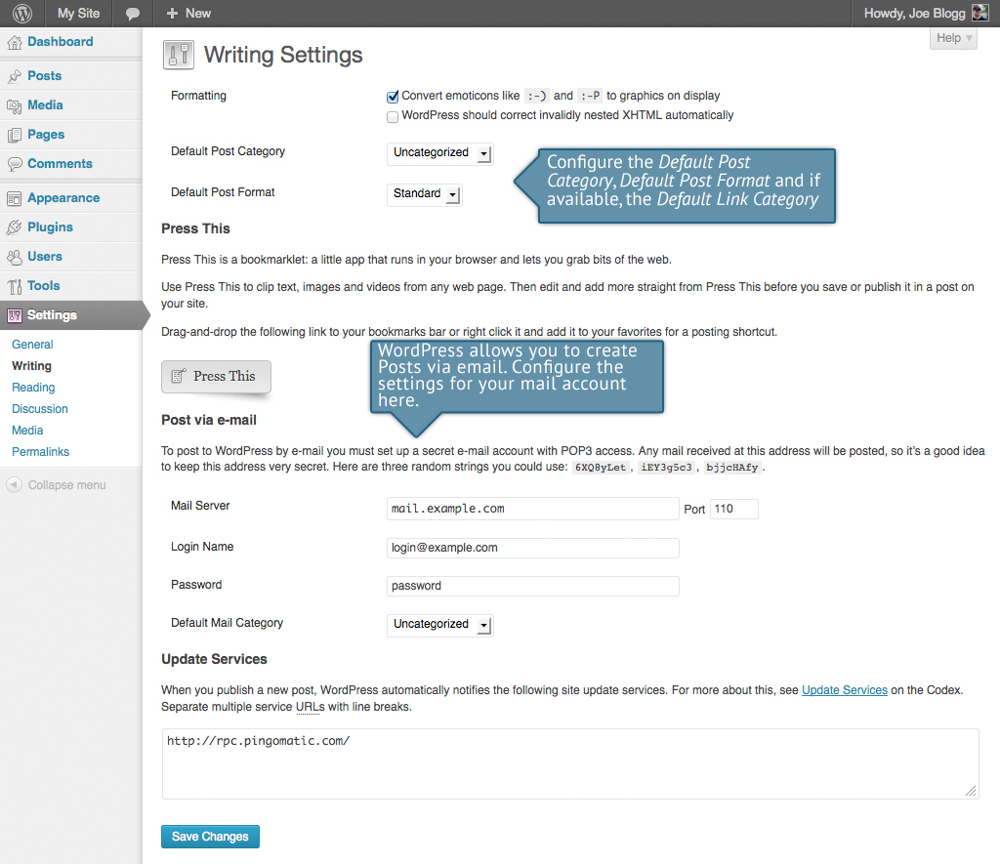 My Site
New
Howdy, Joe Blogg
Help
Dashboard
Posts
Media
Pages
Comments
Appearance
Plugins
Users
Tools
Settings
General
Writing
Reading
Discussion
Media
Permalinks
Collapse menu
Writing Settings
Formatting
Convert emoticons like :-) and :-P to graphics on display
WordPress should correct invalidly nested XHTML automatically
Default Post Category
Uncategorized
Default Post Format
Standard
Configure the Default Post
Category, Default Post Format and if
available, the Default Link Category
Press This
Press This is a bookmarklet: a little app that runs in your browser and lets you grab bits of the web.
Use Press This to clip text, images and videos from any web page. Then edit and add more straight from Press This before you save or publish it in a post on
your site.
Drag-and-drop the following link to your bookmarks bar or right click it and add it to your favorites for a posting shortcut.
Press This
WordPress allows you to create
Posts via email. Configure the
settings for your mail account
here.
Post via e-mail
To post to WordPress by e-mail you must set up a secret e-mail account with POP3 access. Any mail received at this address will be posted, so it's a good idea
to keep this address very secret. Here are three random strings you could use: 6XQ8yLet, iEY3g5c3, bjjcHAfy.
Mail Server
mail.example.com
Port
110
Login Name
login@example.com
Password
password
Default Mail Category
Uncategorized
Update Services
When you publish a new post, WordPress automatically notifies the following site update services. For more about this, see Update Services on the Codex.
Separate multiple service URLs with line breaks.
http://rpc.pingomatic.com/
Save Changes